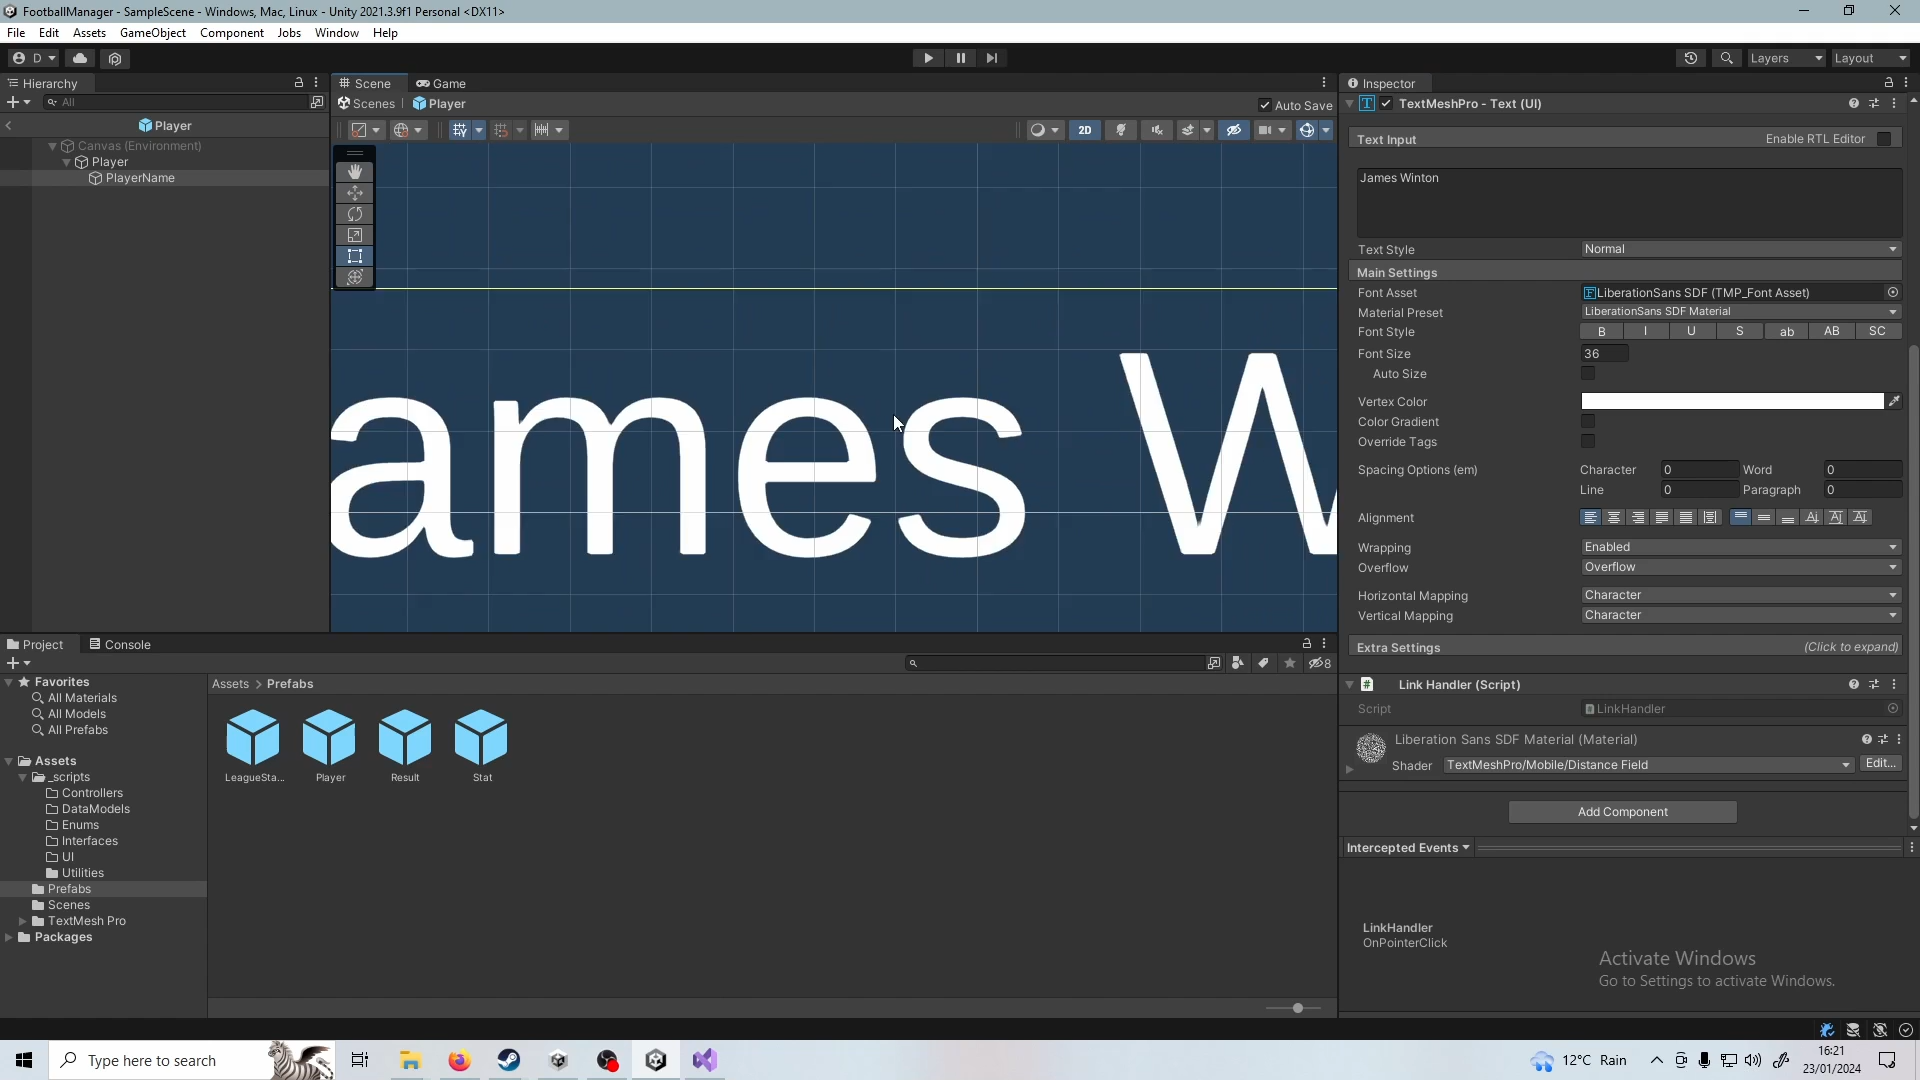 FootballManager - SampleScene - Windows, Mac, Linux - Unity 2021.3.9f1 Personal <DX11>
File Edit Assets GameObject Component Jobs Window Help
D Layers Layout
Hierarchy Scene Game Inspector
All Scenes Player Auto Save TextMeshPro - Text (UI)
Player
2D
Canvas (Environment)
Player
PlayerName
Text Input Enable RTL Editor
James Winton
Text Style Normal
Main Settings
Font Asset LiberationSans SDF (TMP_Font Asset)
Material Preset LiberationSans SDF Material
Font Style B I U S ab AB SC
Font Size 36
Auto Size
Vertex Color
Color Gradient
Override Tags
ames W
Spacing Options (em) Character 0 Word 0
Line 0 Paragraph 0
Alignment
Wrapping Enabled
Overflow Overflow
Horizontal Mapping Character
Vertical Mapping Character
Extra Settings (Click to expand)
Link Handler (Script)
Script LinkHandler
Liberation Sans SDF Material (Material)
Shader TextMeshPro/Mobile/Distance Field Edit...
Add Component
Intercepted Events
LinkHandler
OnPointerClick
Project Console
8
Favorites
All Materials
All Models
All Prefabs
Assets
_scripts
Controllers
DataModels
Enums
Interfaces
UI
Utilities
Prefabs
Scenes
TextMesh Pro
Packages
Assets > Prefabs
LeagueSta... Player Result Stat
Activate Windows
Go to Settings to activate Windows.
Type here to search
12°C Rain
16:21
23/01/2024